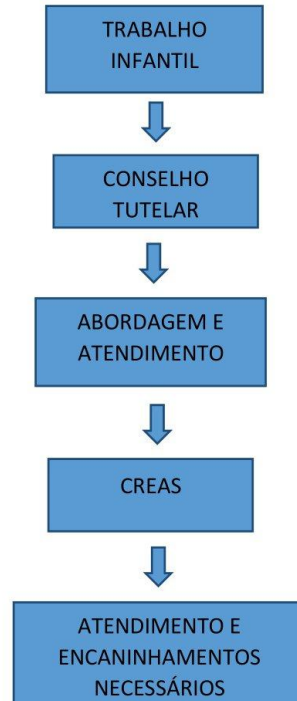 TRABALHO
INFANTIL
CONSELHO
TUTELAR
ABORDAGEM E
ATENDIMENTO
CREAS
ATENDIMENTO E
ENCANINHAMENTOS
NECESSÁRIOS